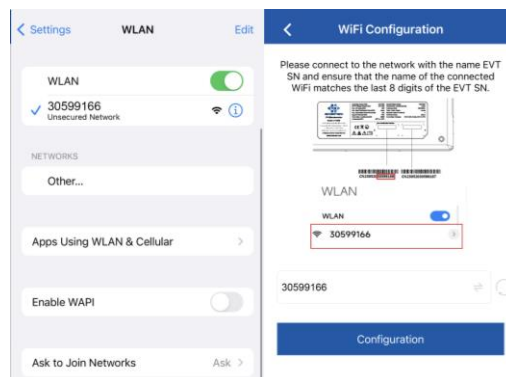 Settings
WLAN
Edit
WLAN
30599166
Unsecured Network
NETWORKS
Other...
Apps Using WLAN & Cellular
Enable WAPI
Ask to Join Networks
Ask
WiFi Configuration
Please connect to the network with the name EVT
SN and ensure that the name of the connected
WiFi matches the last 8 digits of the EVT SN.
WLAN
WLAN
30599166
30599166
Configuration